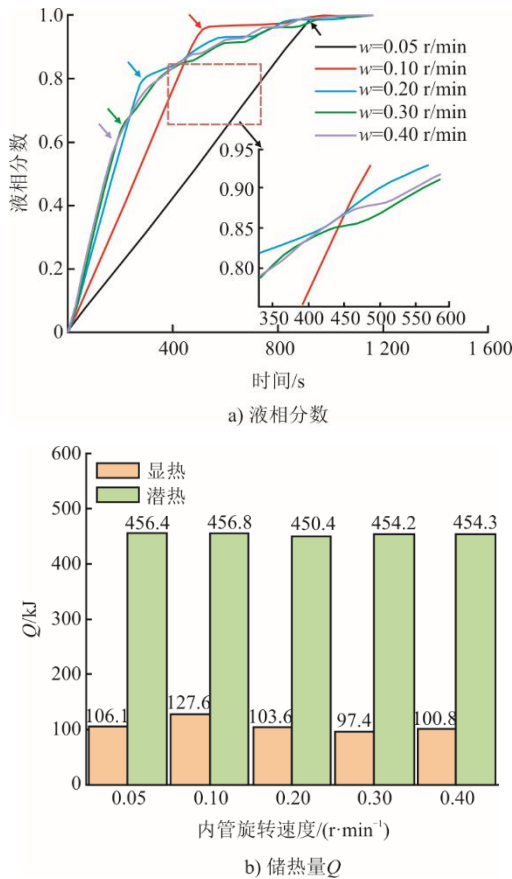 1.0
0.8
0.6
0.4
0.2
0
液相分数
w=0.05 r/min
w=0.10 r/min
w=0.20 r/min
w=0.30 r/min
w=0.40 r/min
0.95
0.90
0.85
0.80
350 400 450 500 550 600
400 800 1 200 1 600
时间/s
a) 液相分数
600
500
400
300
200
100
0
Q/kJ
显热
潜热
456.4 456.8 450.4 454.2 454.3
106.1 127.6 103.6 97.4 100.8
0.05 0.10 0.20 0.30 0.40
内管旋转速度/(r·min⁻¹)
b) 储热量Q